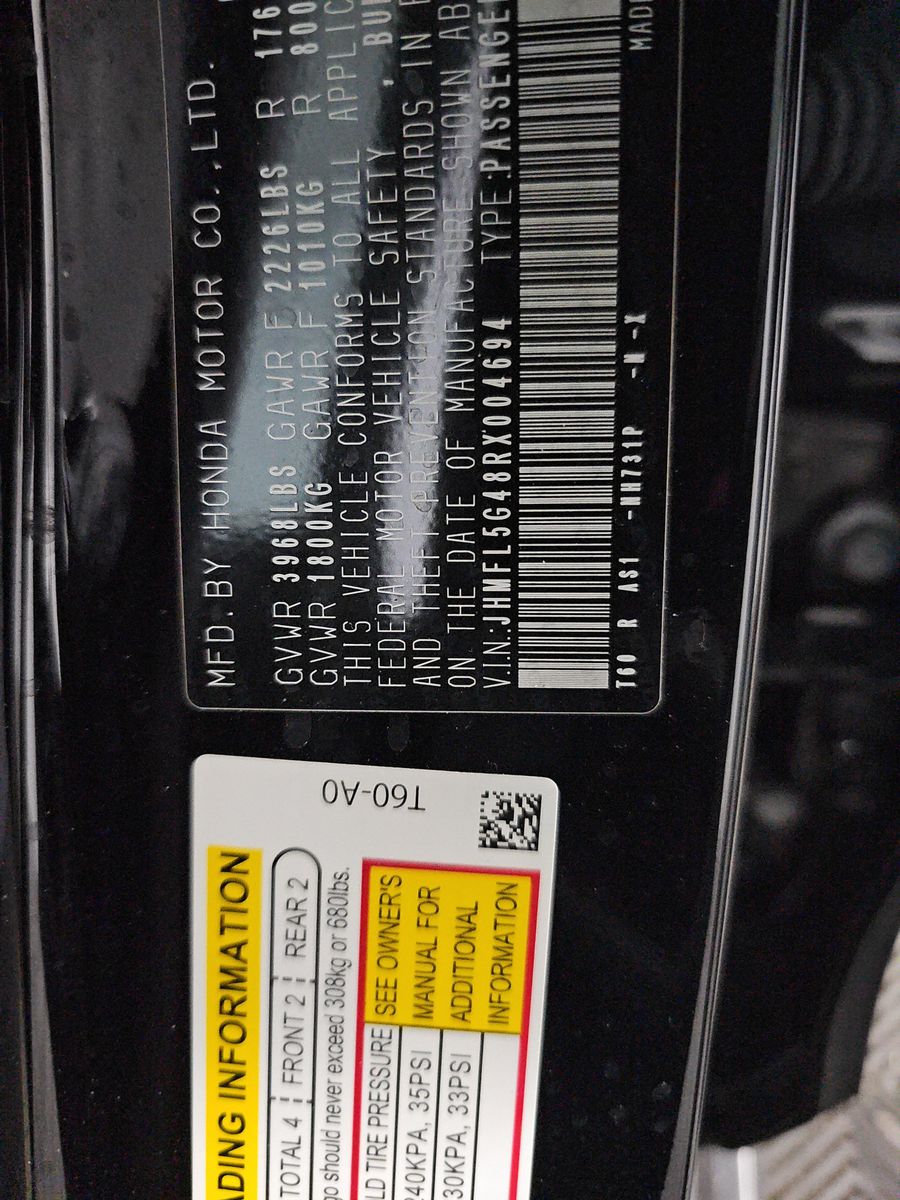 MFD.BY HONDA MOTOR CO.,LTD.
GVWR 3968LBS GAWR F 2226LBS R 176
GVWR 1800KG GAWR F 1010KG R 800
THIS VEHICLE CONFORMS TO ALL APPLIC
FEDERAL MOTOR VEHICLE SAFETY, BU
AND THEFT PREVENTION STANDARDS IN
ON THE DATE OF MANUFACTURE SHOWN AB
V.I.N.:JHMFL5G48RX004694 TYPE:PASSENGE
T60 R AS1 -NH731P -N -X MADE
T60-A0
ADING INFORMATION
TOTAL 4 FRONT 2 REAR 2
go should never exceed 308kg or 680lbs.
LD TIRE PRESSURE
240KPA, 35PSI
30KPA, 33PSI
SEE OWNER'S
MANUAL FOR
ADDITIONAL
INFORMATION